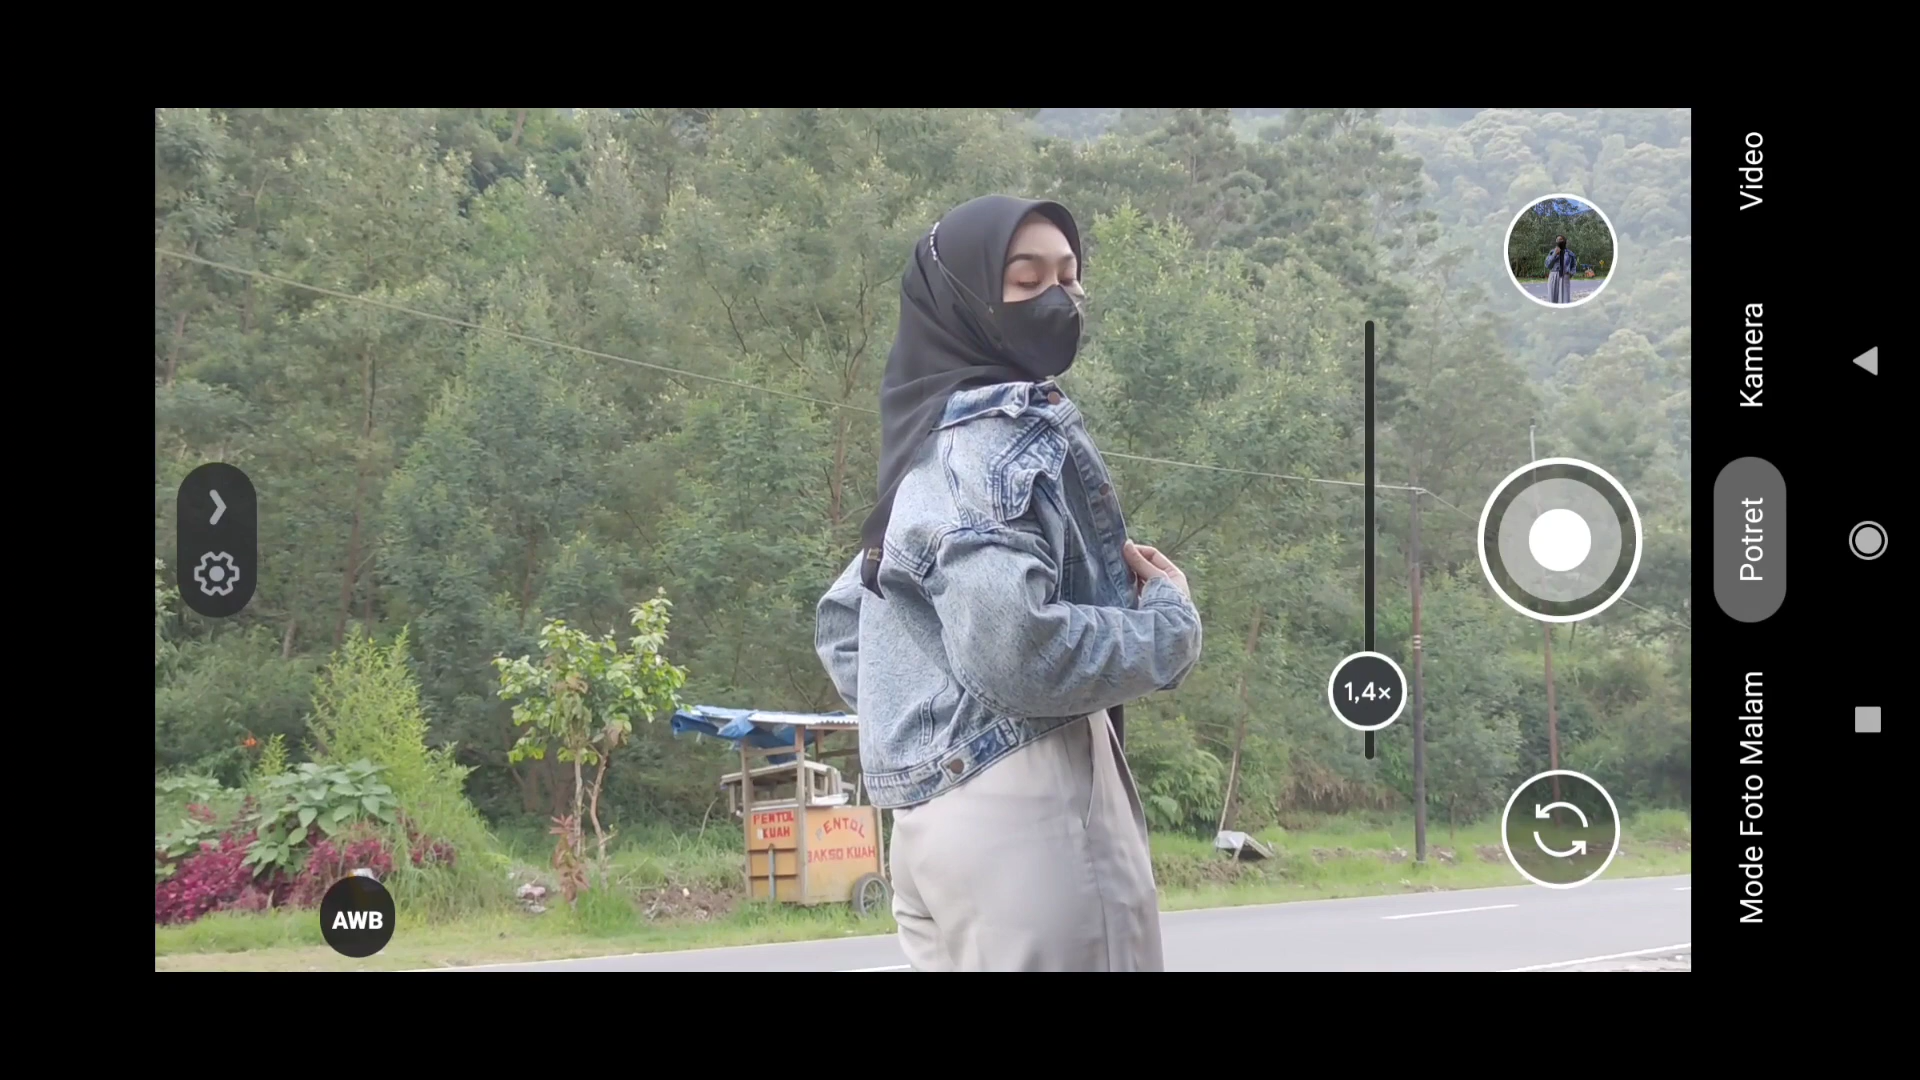 Video
Kamera
Potret
Mode Foto Malam
1,4×
AWB
PENTOL
KUAH
PENTOL
BAKSO KUAH